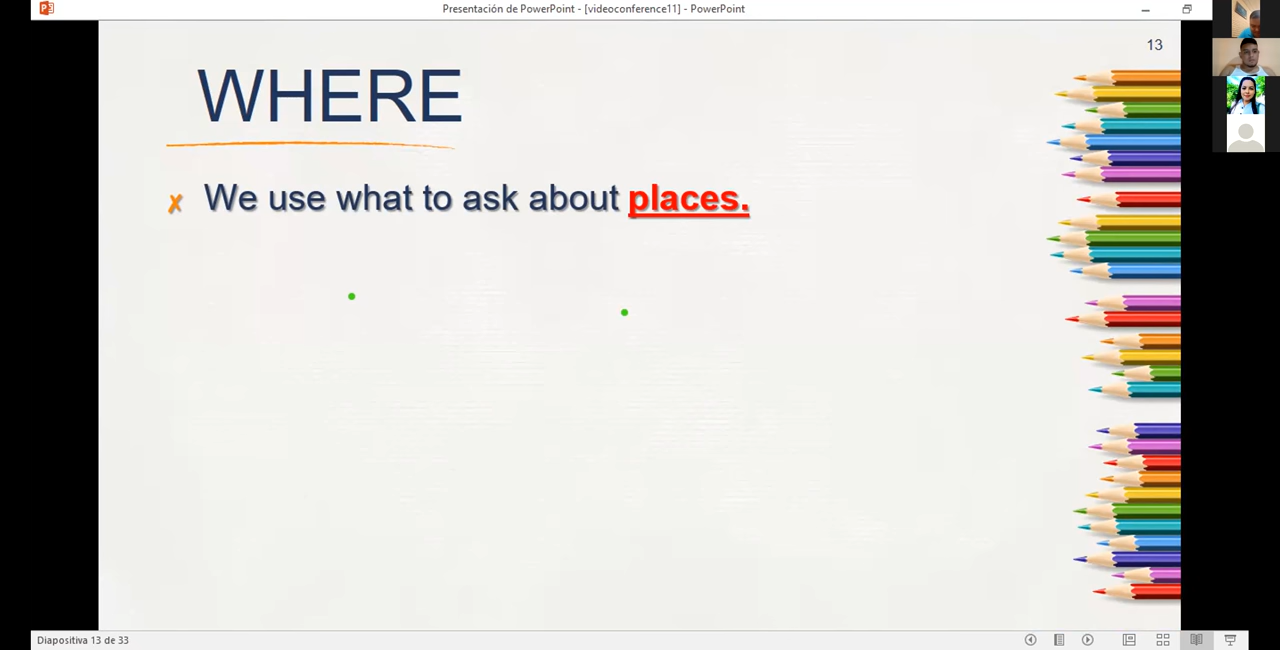 Presentación de PowerPoint - [videoconference11] - PowerPoint
13
WHERE
✗ We use what to ask about places.
Diapositiva 13 de 33